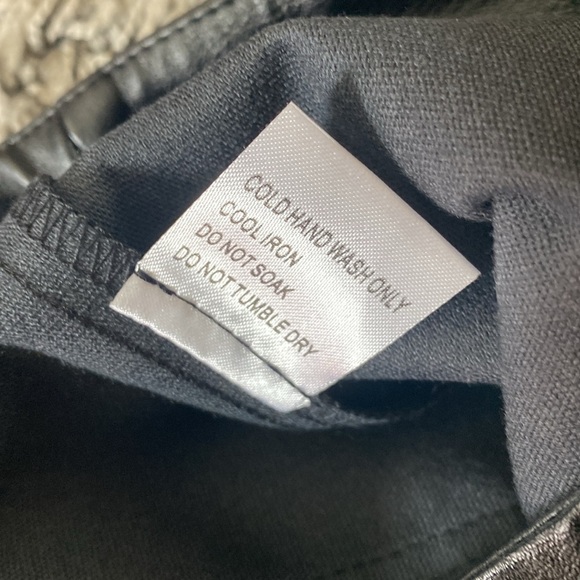 COLD HAND WASH ONLY
COOL IRON
DO NOT SOAK
DO NOT TUMBLE DRY